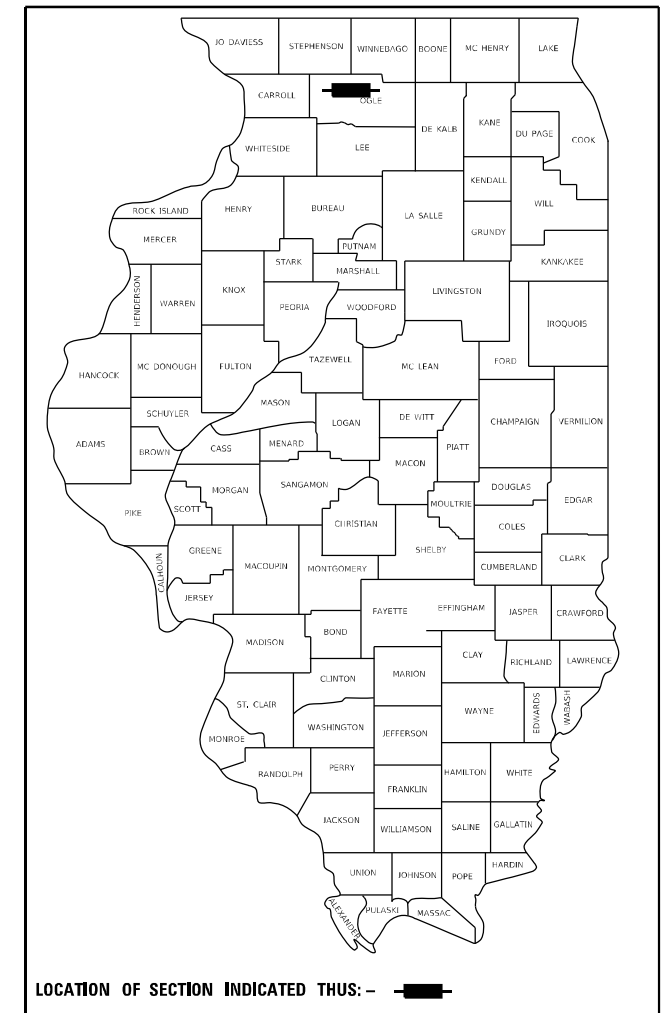 JO DAVIESS
STEPHENSON
WINNEBAGO
BOONE
MC HENRY
LAKE
CARROLL
OGLE
DE KALB
KANE
DU PAGE
COOK
WHITESIDE
LEE
KENDALL
WILL
ROCK ISLAND
HENRY
BUREAU
LA SALLE
GRUNDY
MERCER
PUTNAM
STARK
MARSHALL
KANKAKEE
HENDERSON
WARREN
KNOX
PEORIA
WOODFORD
LIVINGSTON
IROQUOIS
HANCOCK
MC DONOUGH
FULTON
TAZEWELL
MC LEAN
FORD
SCHUYLER
MASON
LOGAN
DE WITT
CHAMPAIGN
VERMILION
ADAMS
BROWN
CASS
MENARD
PIATT
MACON
MORGAN
SANGAMON
DOUGLAS
EDGAR
PIKE
SCOTT
CHRISTIAN
MOULTRIE
COLES
GREENE
CALHOUN
MACOUPIN
MONTGOMERY
SHELBY
CUMBERLAND
CLARK
JERSEY
FAYETTE
EFFINGHAM
JASPER
CRAWFORD
MADISON
BOND
CLAY
RICHLAND
LAWRENCE
CLINTON
MARION
ST. CLAIR
WAYNE
EDWARDS
WABASH
MONROE
WASHINGTON
JEFFERSON
RANDOLPH
PERRY
HAMILTON
WHITE
FRANKLIN
JACKSON
WILLIAMSON
SALINE
GALLATIN
UNION
JOHNSON
POPE
HARDIN
ALEXANDER
PULASKI
MASSAC
LOCATION OF SECTION INDICATED THUS: –